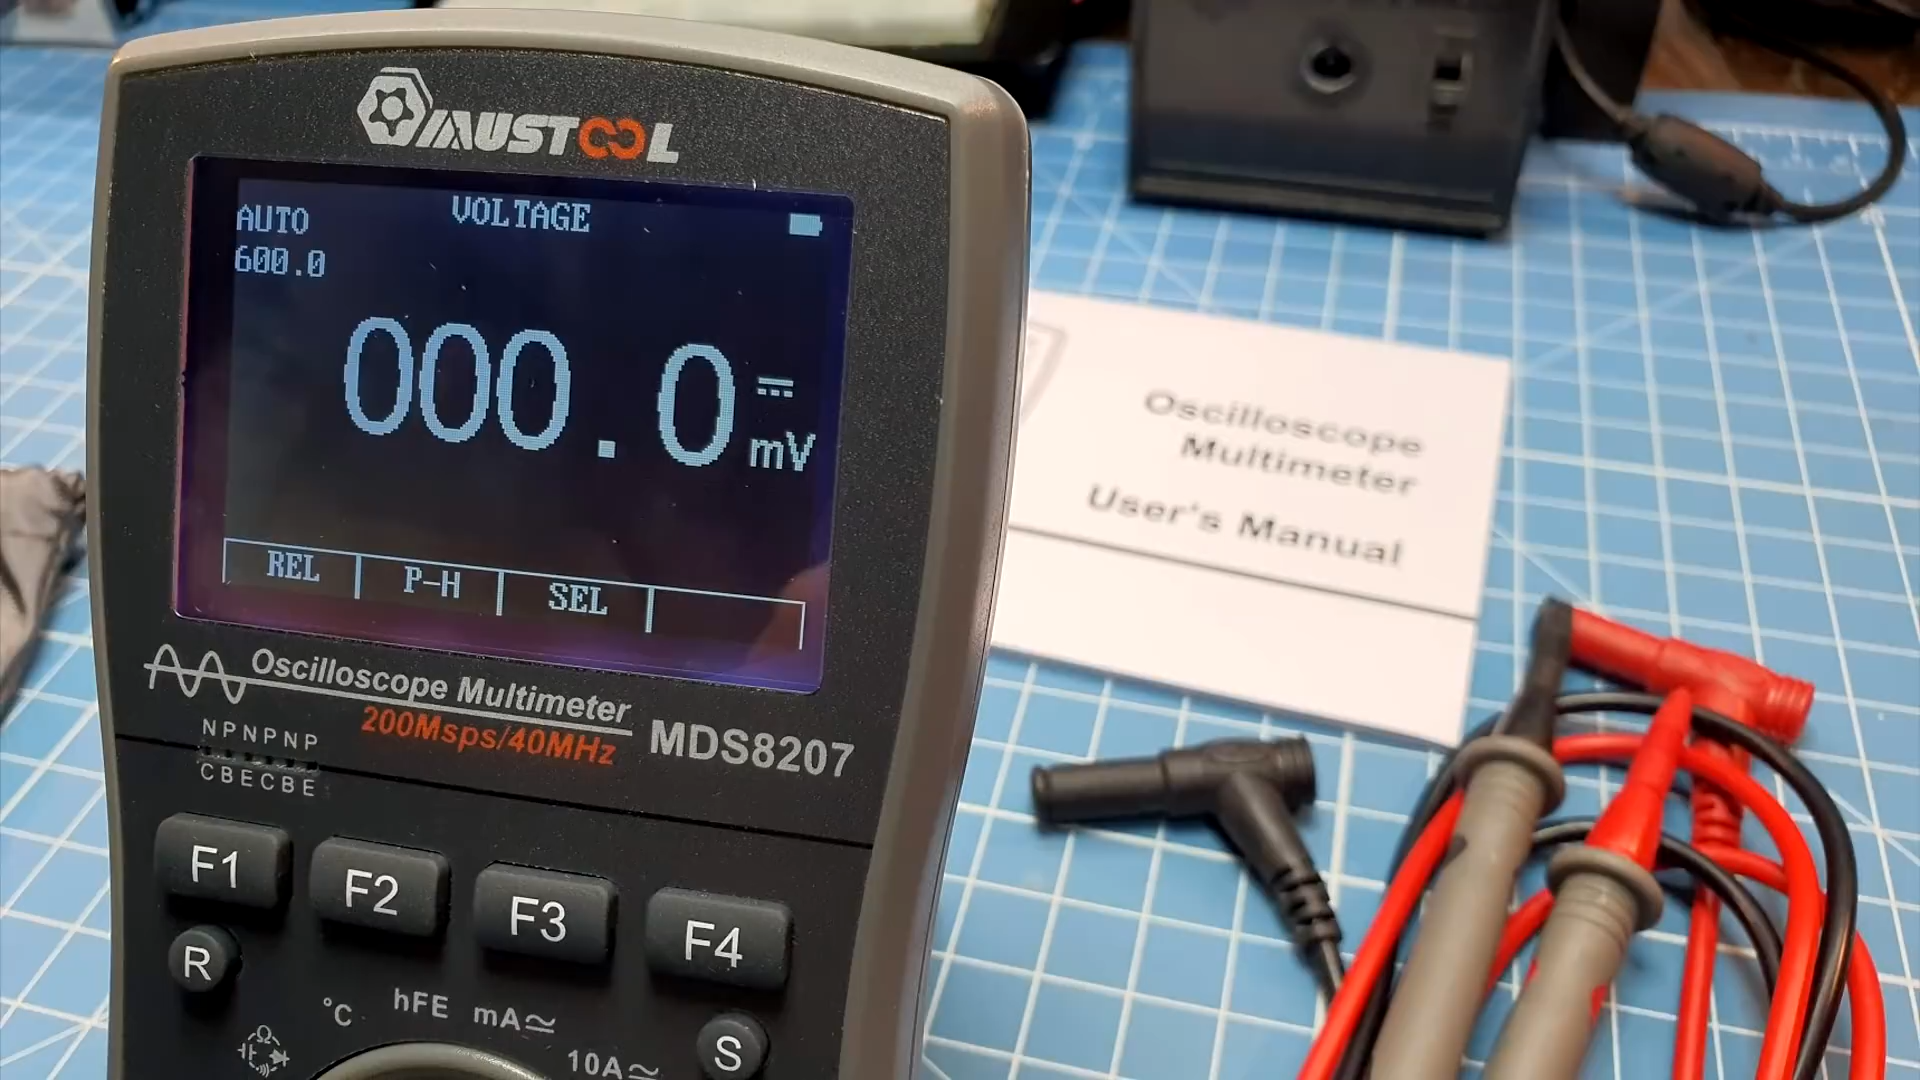 MUSTOOL
AUTO
VOLTAGE
600.0
000.0
mV
REL
P-H
SEL
Oscilloscope Multimeter
200Msps/40MHz
MDS8207
NPNPNP
CBECBE
F1
F2
F3
F4
R
°C
hFE
mA
S
Ω
10A
Oscilloscope
Multimeter
User's Manual